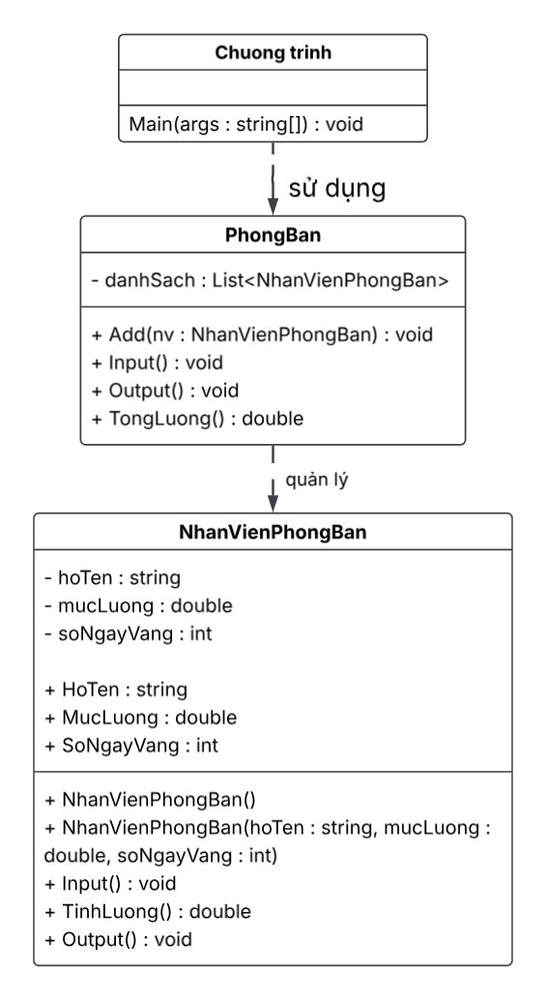 Chuong trinh
Main(args : string[]) : void
sử dụng
PhongBan
- danhSach : List<NhanVienPhongBan>
+ Add(nv : NhanVienPhongBan) : void
+ Input() : void
+ Output() : void
+ TongLuong() : double
quản lý
NhanVienPhongBan
- hoTen : string
- mucLuong : double
- soNgayVang : int
+ HoTen : string
+ MucLuong : double
+ SoNgayVang : int
+ NhanVienPhongBan()
+ NhanVienPhongBan(hoTen : string, mucLuong :
double, soNgayVang : int)
+ Input() : void
+ TinhLuong() : double
+ Output() : void